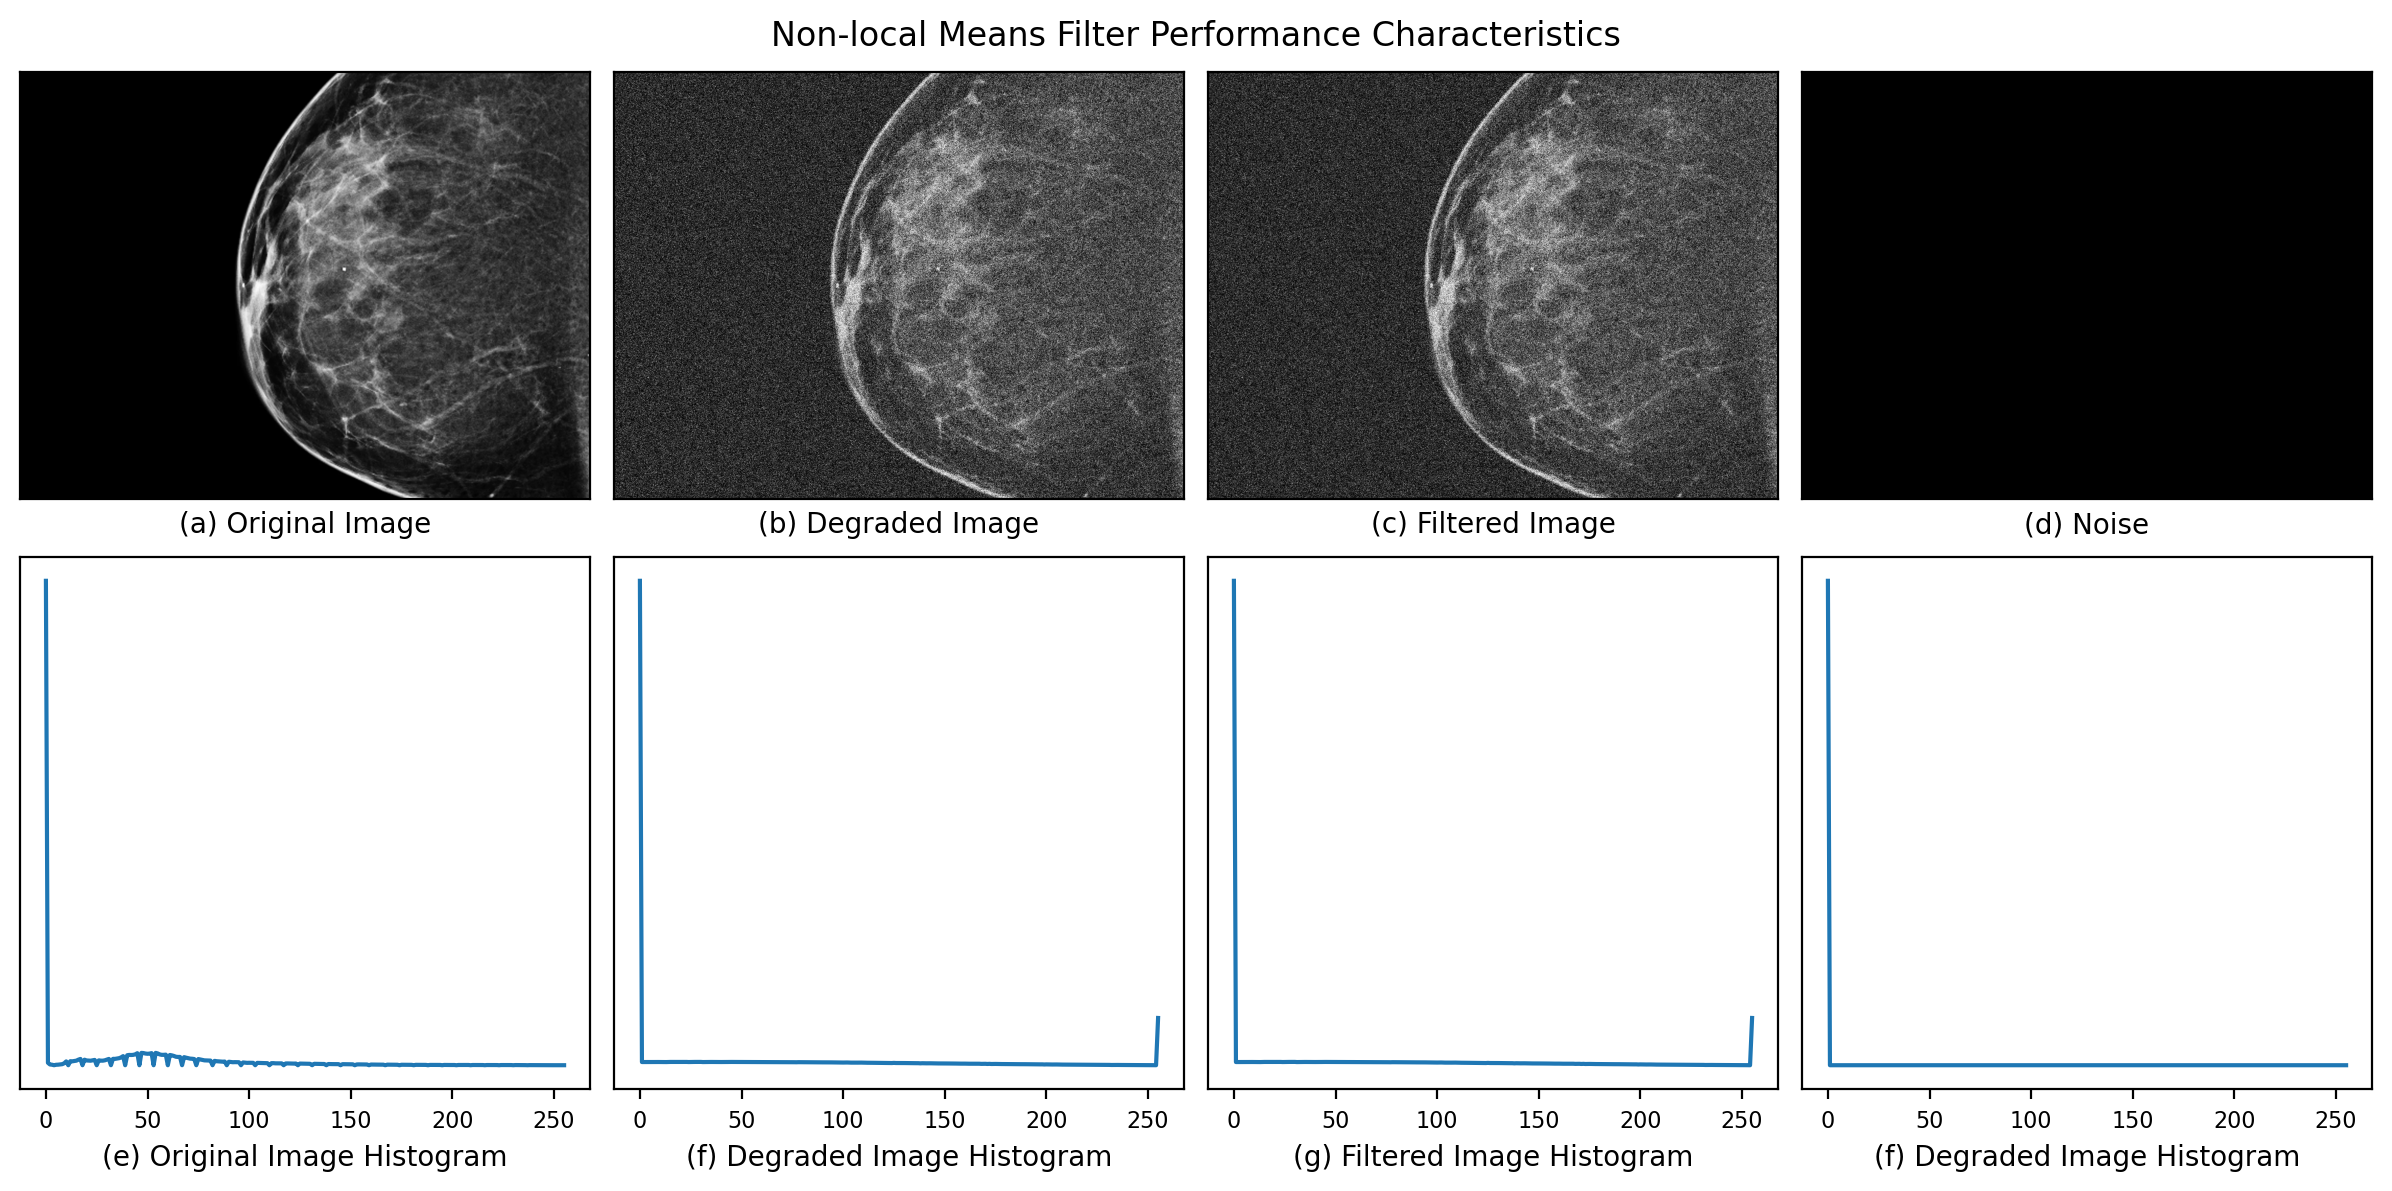 Non-local Means Filter Performance Characteristics
(a) Original Image
(b) Degraded Image
(c) Filtered Image
(d) Noise
0 50 100 150 200 250
0 50 100 150 200 250
0 50 100 150 200 250
0 50 100 150 200 250
(e) Original Image Histogram
(f) Degraded Image Histogram
(g) Filtered Image Histogram
(f) Degraded Image Histogram